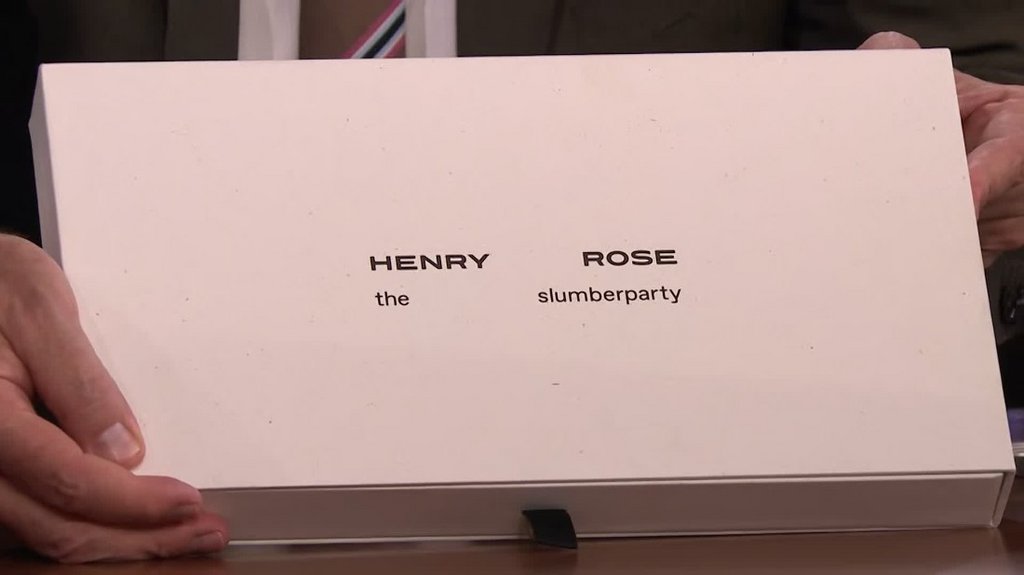 HENRY ROSE
the slumberparty